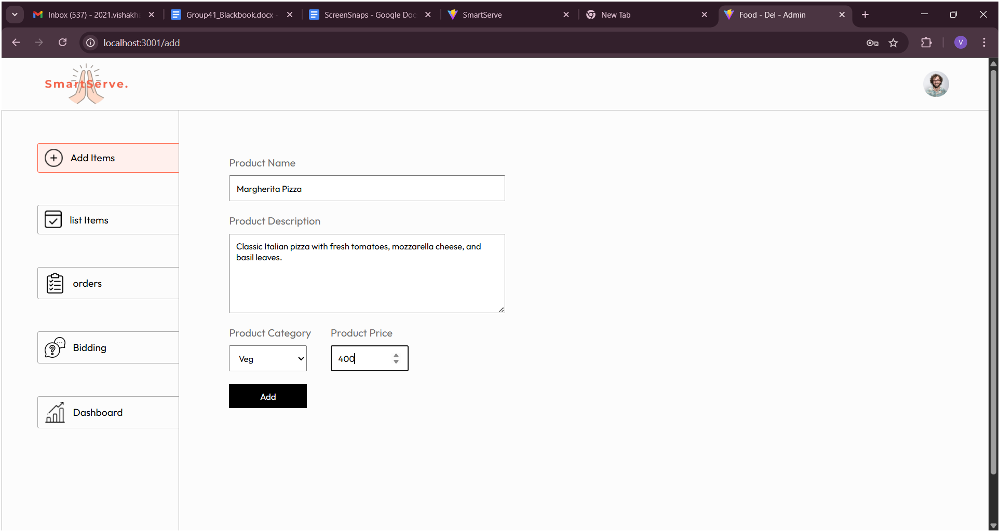 Inbox (537) - 2021.vishakha
Group41_Blackbook.docx -
ScreenSnaps - Google Doc
SmartServe
New Tab
Food - Del - Admin
localhost:3001/add
V
SmartServe.
Add Items
list Items
orders
Bidding
Dashboard
Product Name
Margherita Pizza
Product Description
Classic Italian pizza with fresh tomatoes, mozzarella cheese, and
basil leaves.
Product Category
Product Price
Veg
400
Add